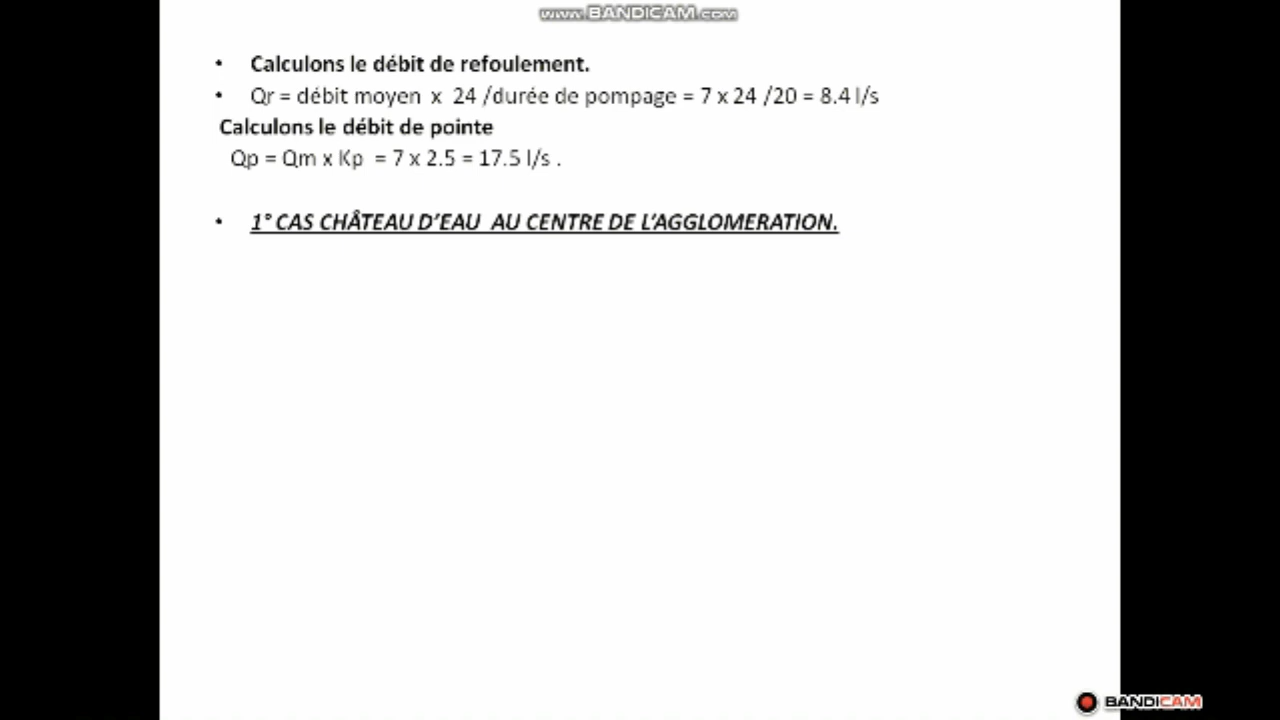 www.BANDICAM.com
• Calculons le débit de refoulement.
• Qr = débit moyen x 24 /durée de pompage = 7 x 24 /20 = 8.4 l/s
Calculons le débit de pointe
Qp = Qm x Kp = 7 x 2.5 = 17.5 l/s .
• 1° CAS CHÂTEAU D’EAU AU CENTRE DE L’AGGLOMERATION.
BANDICAM